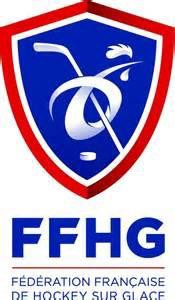 FFHG
FÉDÉRATION FRANÇAISE
DE HOCKEY SUR GLACE